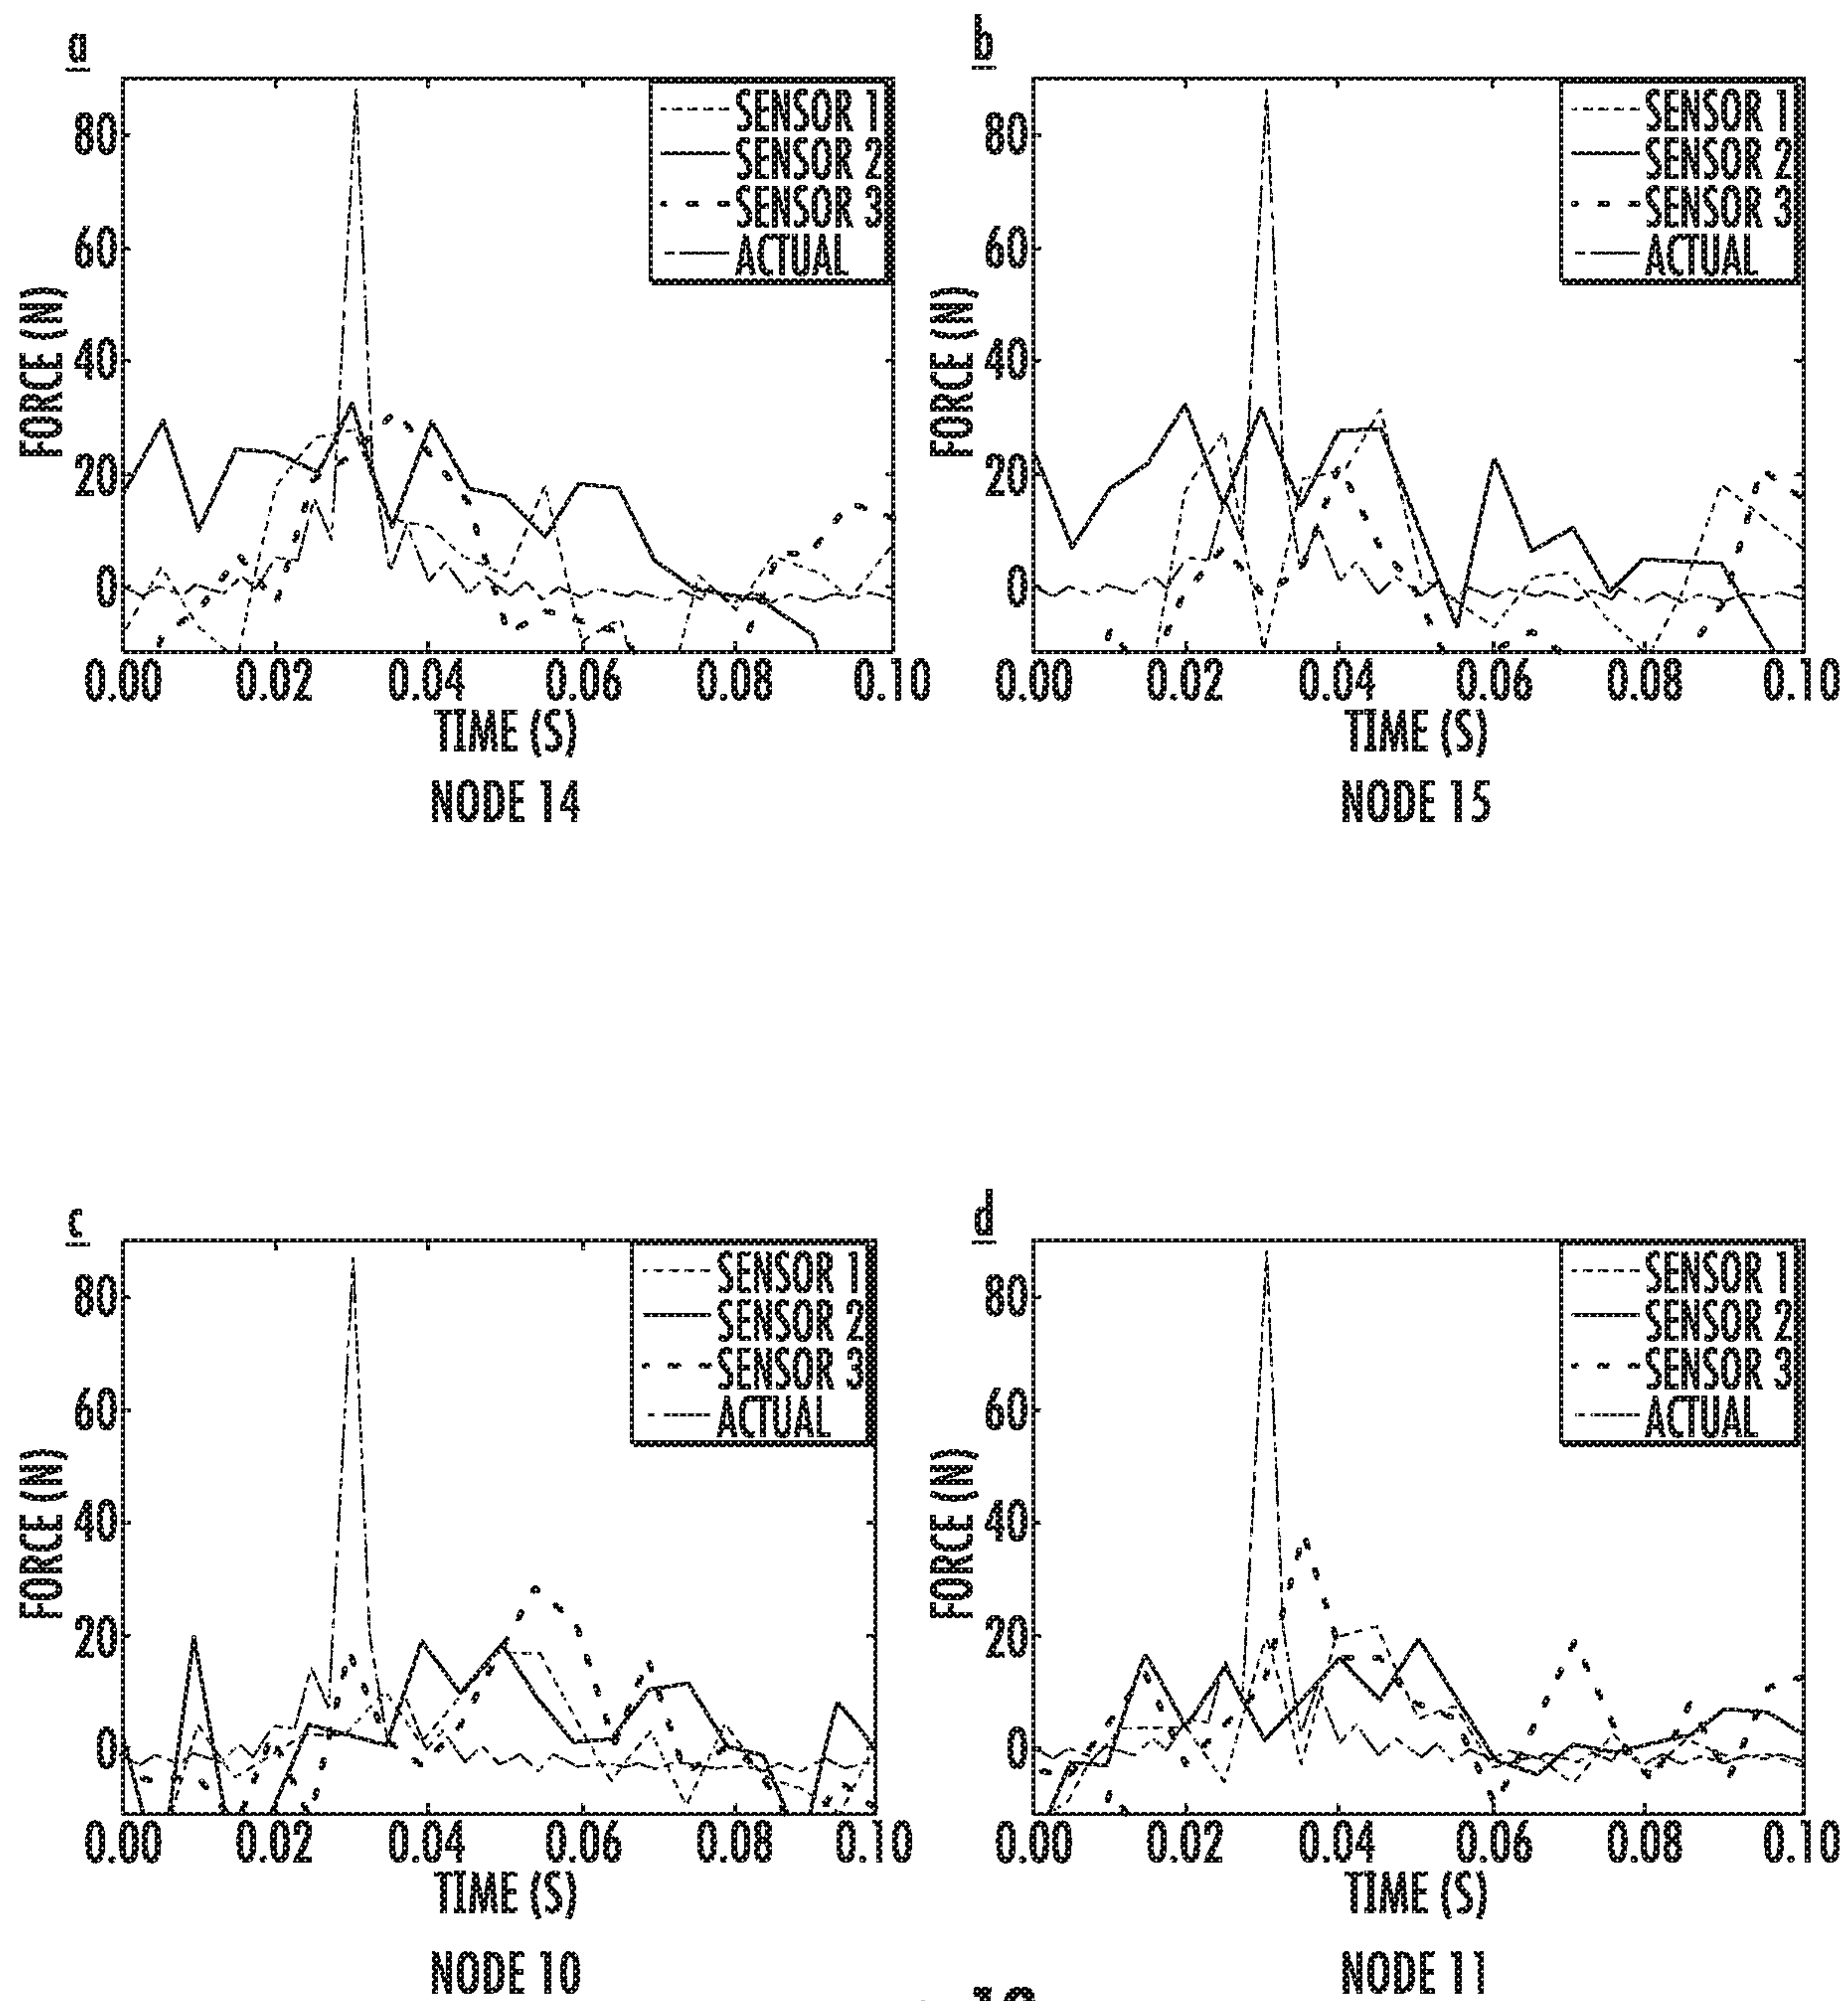 a
80
60
40
20
0
FORCE (N)
SENSOR 1
SENSOR 2
SENSOR 3
ACTUAL
0.00 0.02 0.04 0.06 0.08 0.10
TIME (S)
NODE 14
b
80
60
40
20
0
FORCE (N)
SENSOR 1
SENSOR 2
SENSOR 3
ACTUAL
0.00 0.02 0.04 0.06 0.08 0.10
TIME (S)
NODE 15
c
80
60
40
20
0
FORCE (N)
SENSOR 1
SENSOR 2
SENSOR 3
ACTUAL
0.00 0.02 0.04 0.06 0.08 0.10
TIME (S)
NODE 10
d
80
60
40
20
0
FORCE (N)
SENSOR 1
SENSOR 2
SENSOR 3
ACTUAL
0.00 0.02 0.04 0.06 0.08 0.10
TIME (S)
NODE 11